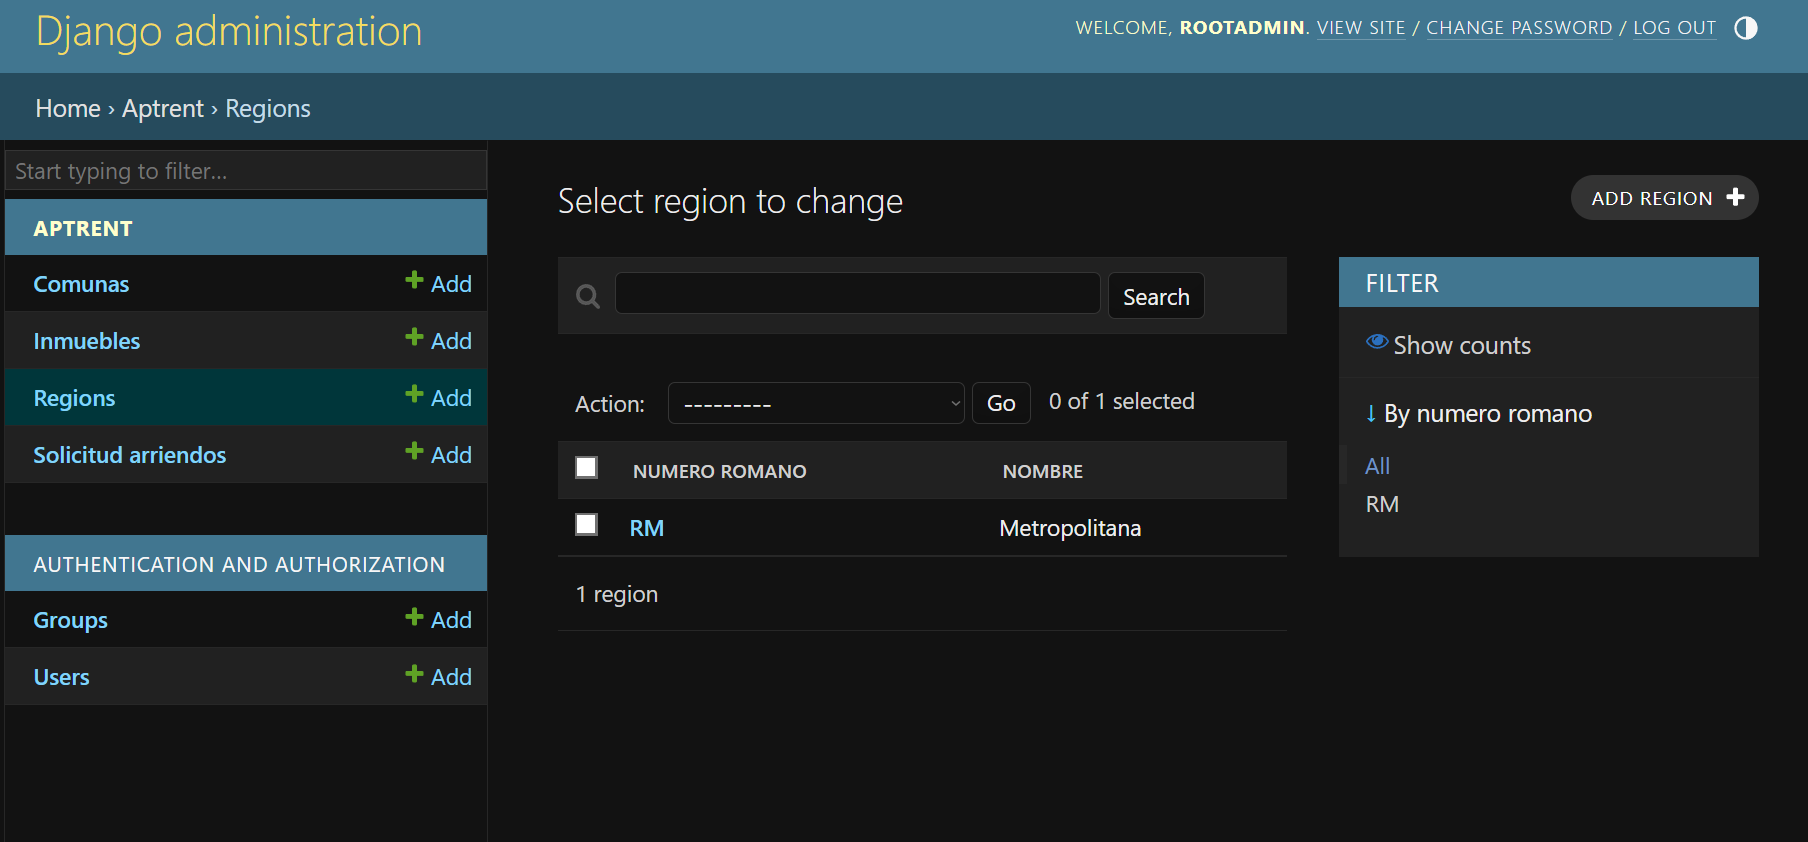 Django administration
WELCOME, ROOTADMIN. VIEW SITE / CHANGE PASSWORD / LOG OUT
Home › Aptrent › Regions
Start typing to filter...
APTRENT
Comunas Add
Inmuebles Add
Regions Add
Solicitud arriendos Add
AUTHENTICATION AND AUTHORIZATION
Groups Add
Users Add
Select region to change
ADD REGION
Search
Action: --------- Go 0 of 1 selected
NUMERO ROMANO NOMBRE
RM Metropolitana
1 region
FILTER
Show counts
↓ By numero romano
All
RM